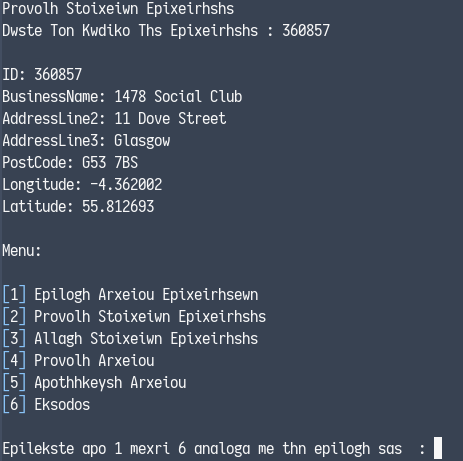 Provolh Stoixeiwn Epixeirhshs
Dwste Ton Kwdiko Ths Epixeirhshs : 360857
ID: 360857
BusinessName: 1478 Social Club
AddressLine2: 11 Dove Street
AddressLine3: Glasgow
PostCode: G53 7BS
Longitude: -4.362002
Latitude: 55.812693
Menu:
[1] Epilogh Arxeiou Epixeirhsewn
[2] Provolh Stoixeiwn Epixeirhshs
[3] Allagh Stoixeiwn Epixeirhshs
[4] Provolh Arxeiou
[5] Apothhkeysh Arxeiou
[6] Eksodos
Epilekste apo 1 mexri 6 analoga me thn epilogh sas  :